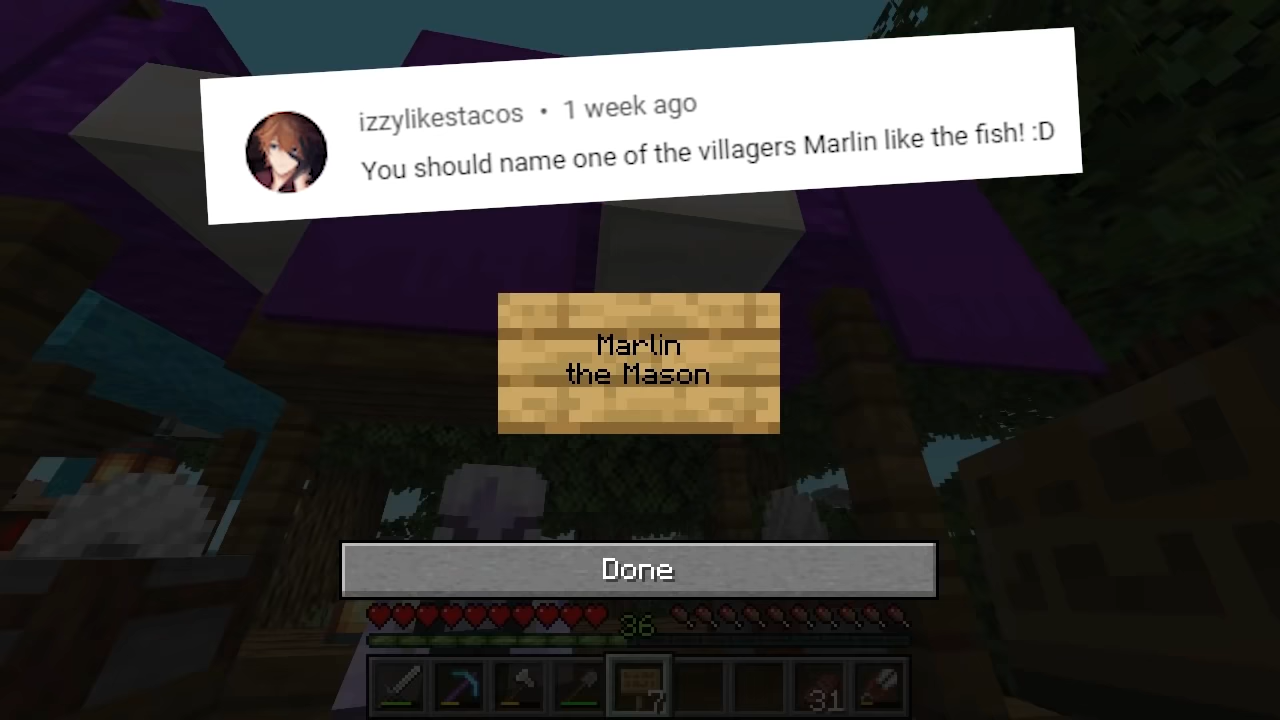 izzylikestacos • 1 week ago
You should name one of the villagers Marlin like the fish! :D
Marlin
the Mason
Done
36
7
31